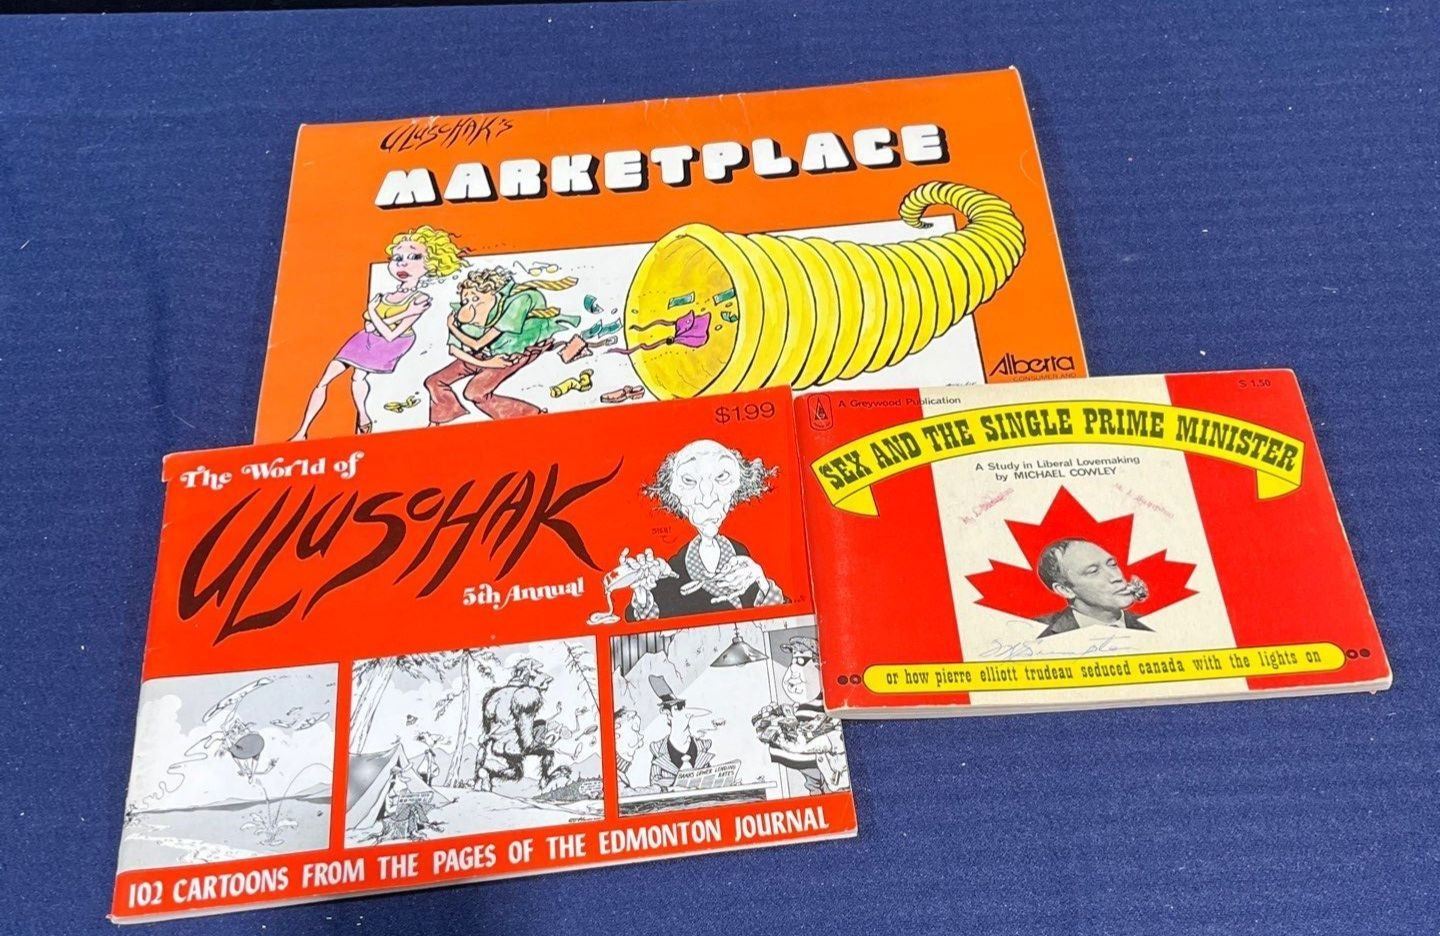 Uluschak's
MARKETPLACE
Alberta
CONSUMER AND
The World of
Uluschak
5th Annual
$1.99
102 CARTOONS FROM THE PAGES OF THE EDMONTON JOURNAL
A Greywood Publication
$1.50
SEX AND THE SINGLE PRIME MINISTER
A Study in Liberal Lovemaking
by MICHAEL COWLEY
or how pierre elliott trudeau seduced canada with the lights on